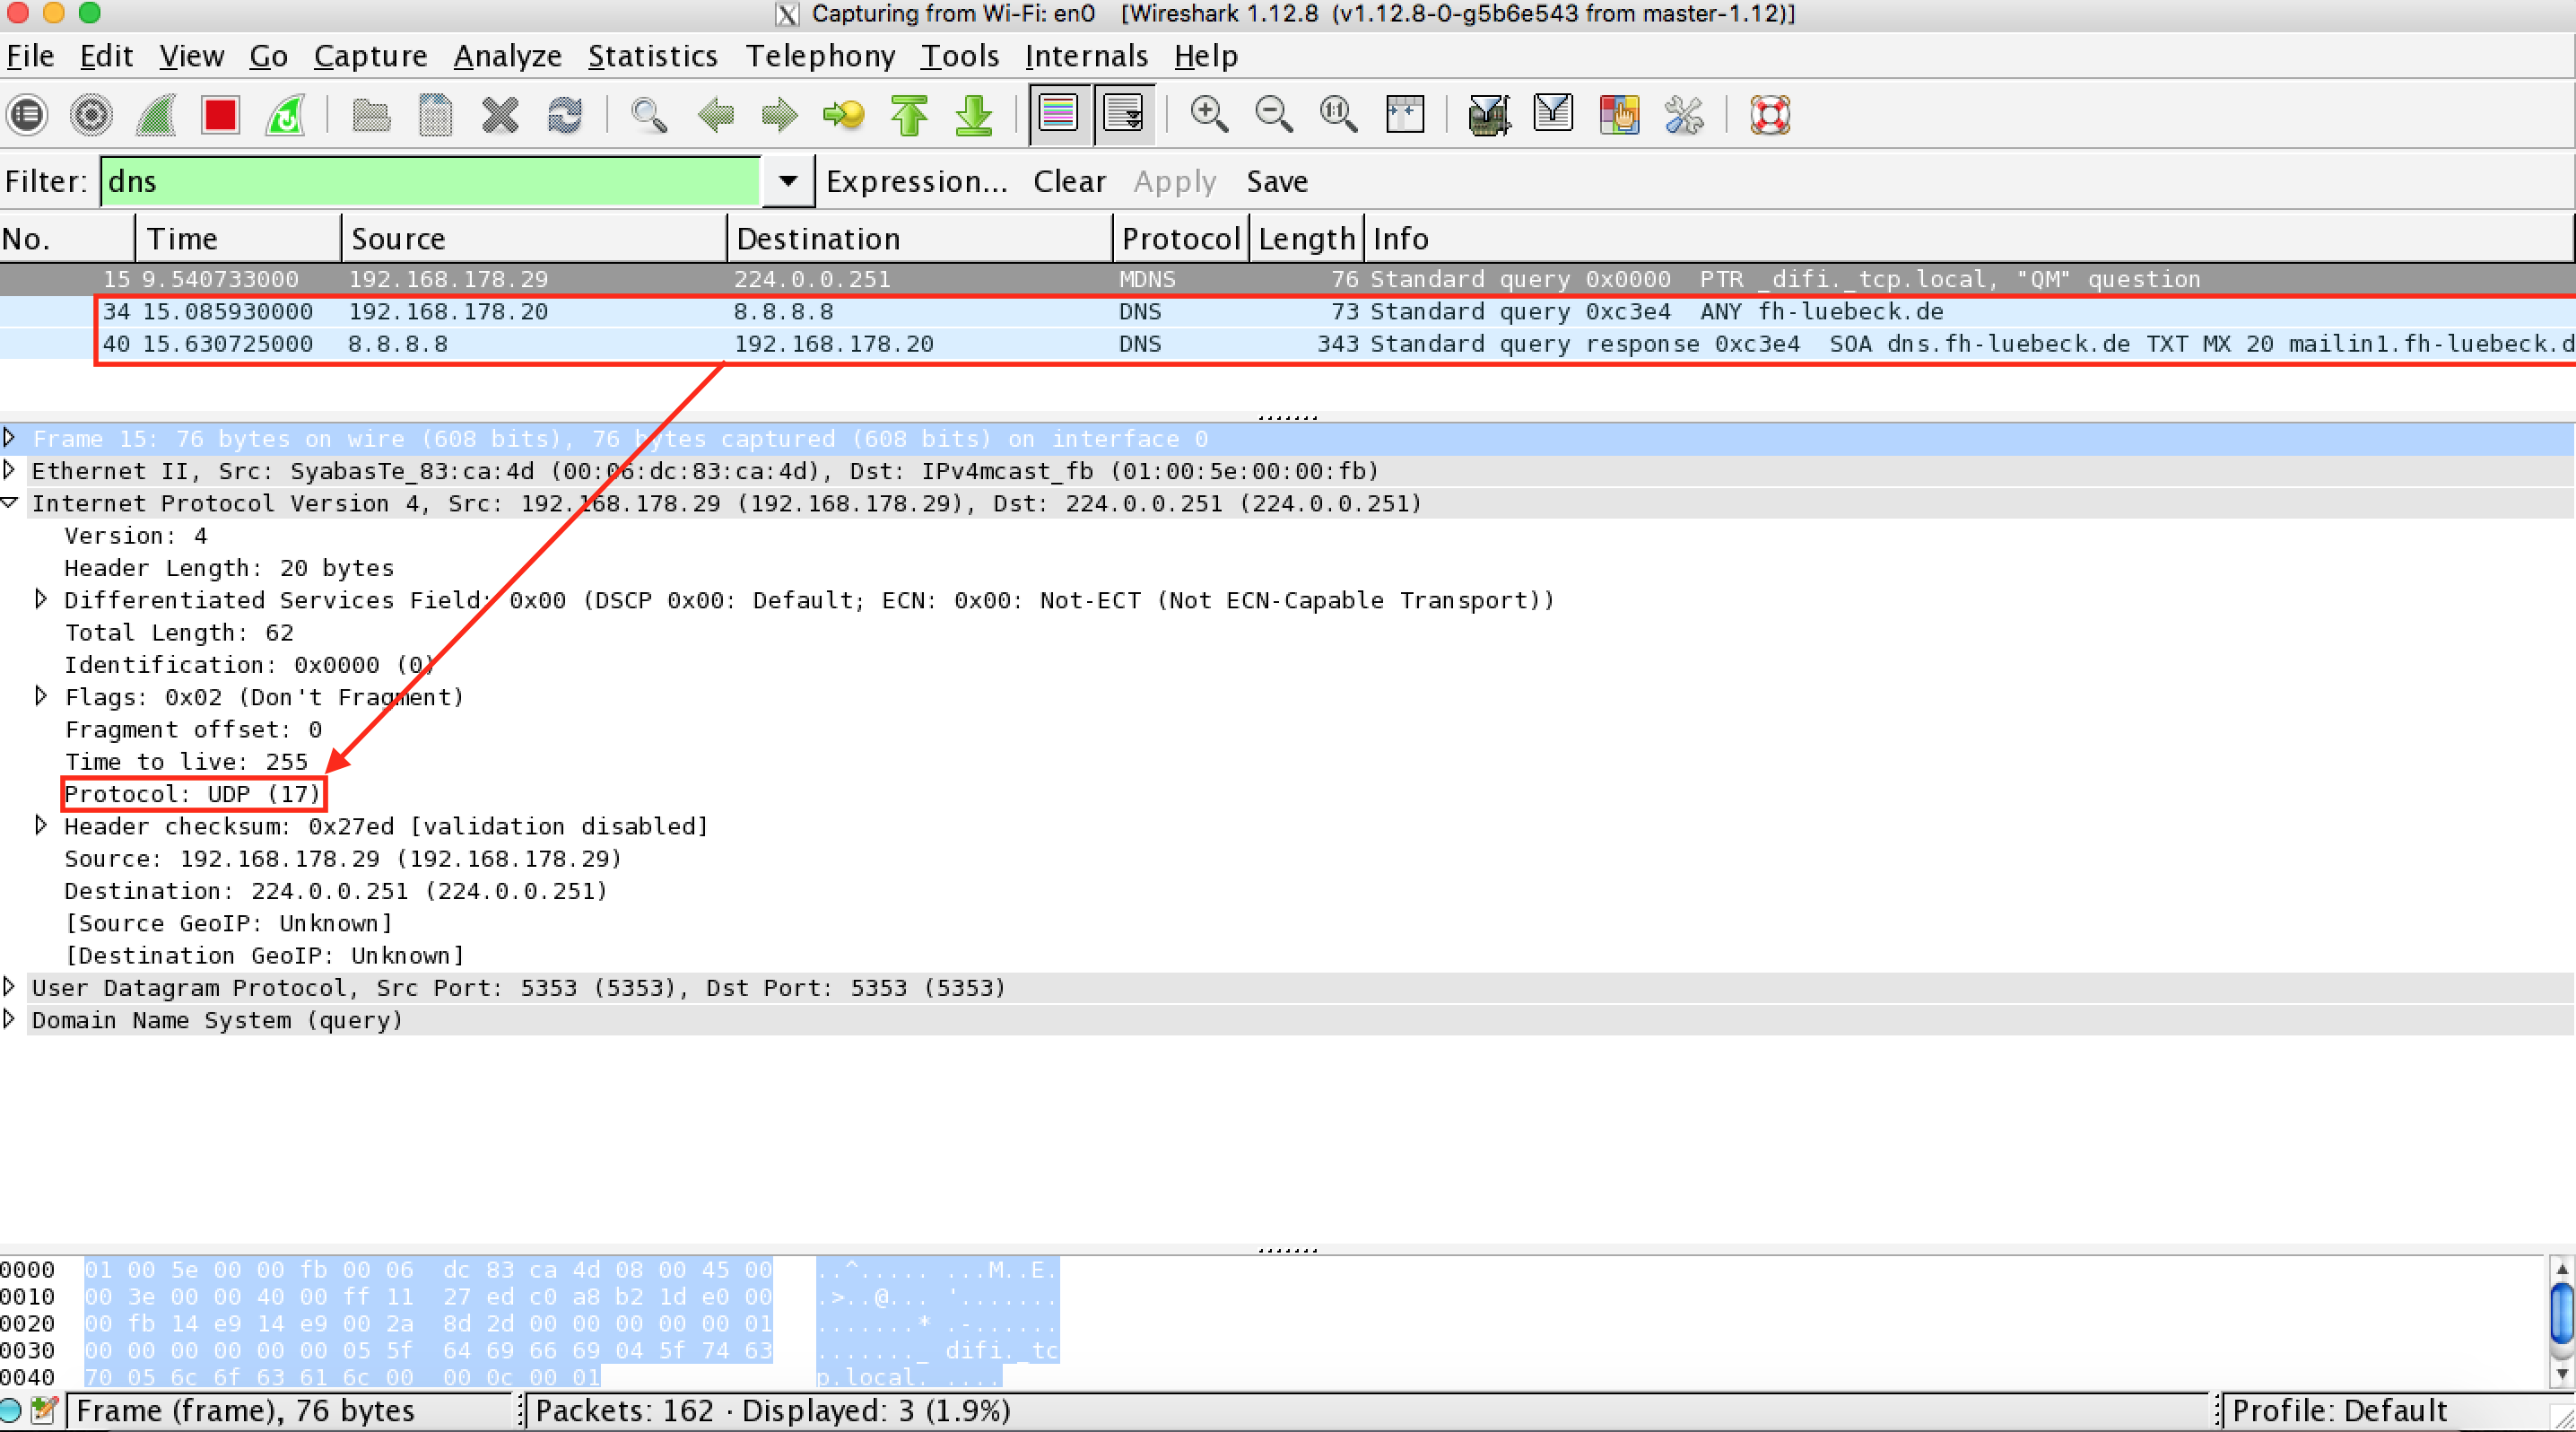 Capturing from Wi-Fi: en0 [Wireshark 1.12.8 (v1.12.8-0-g5b6e543 from master-1.12)]
File Edit View Go Capture Analyze Statistics Telephony Tools Internals Help
Filter: dns Expression... Clear Apply Save
No. Time Source Destination Protocol Length Info
15 9.540733000 192.168.178.29 224.0.0.251 MDNS 76 Standard query 0x0000 PTR _difi._tcp.local, "QM" question
34 15.085930000 192.168.178.20 8.8.8.8 DNS 73 Standard query 0xc3e4 ANY fh-luebeck.de
40 15.630725000 8.8.8.8 192.168.178.20 DNS 343 Standard query response 0xc3e4 SOA dns.fh-luebeck.de TXT MX 20 mailin1.fh-luebeck.d
Frame 15: 76 bytes on wire (608 bits), 76 bytes captured (608 bits) on interface 0
Ethernet II, Src: SyabasTe_83:ca:4d (00:06:dc:83:ca:4d), Dst: IPv4mcast_fb (01:00:5e:00:00:fb)
Internet Protocol Version 4, Src: 192.168.178.29 (192.168.178.29), Dst: 224.0.0.251 (224.0.0.251)
Version: 4
Header Length: 20 bytes
Differentiated Services Field: 0x00 (DSCP 0x00: Default; ECN: 0x00: Not-ECT (Not ECN-Capable Transport))
Total Length: 62
Identification: 0x0000 (0)
Flags: 0x02 (Don't Fragment)
Fragment offset: 0
Time to live: 255
Protocol: UDP (17)
Header checksum: 0x27ed [validation disabled]
Source: 192.168.178.29 (192.168.178.29)
Destination: 224.0.0.251 (224.0.0.251)
[Source GeoIP: Unknown]
[Destination GeoIP: Unknown]
User Datagram Protocol, Src Port: 5353 (5353), Dst Port: 5353 (5353)
Domain Name System (query)
0000 01 00 5e 00 00 fb 00 06 dc 83 ca 4d 08 00 45 00 ..^..... ...M..E.
0010 00 3e 00 00 40 00 ff 11 27 ed c0 a8 b2 1d e0 00 .>..@... '.......
0020 00 fb 14 e9 14 e9 00 2a 8d 2d 00 00 00 00 00 01 .......* .-......
0030 00 00 00 00 00 00 05 5f 64 69 66 69 04 5f 74 63 ......._ difi._tc
0040 70 05 6c 6f 63 61 6c 00 00 0c 00 01 p.local. ....
Frame (frame), 76 bytes Packets: 162 · Displayed: 3 (1.9%) Profile: Default